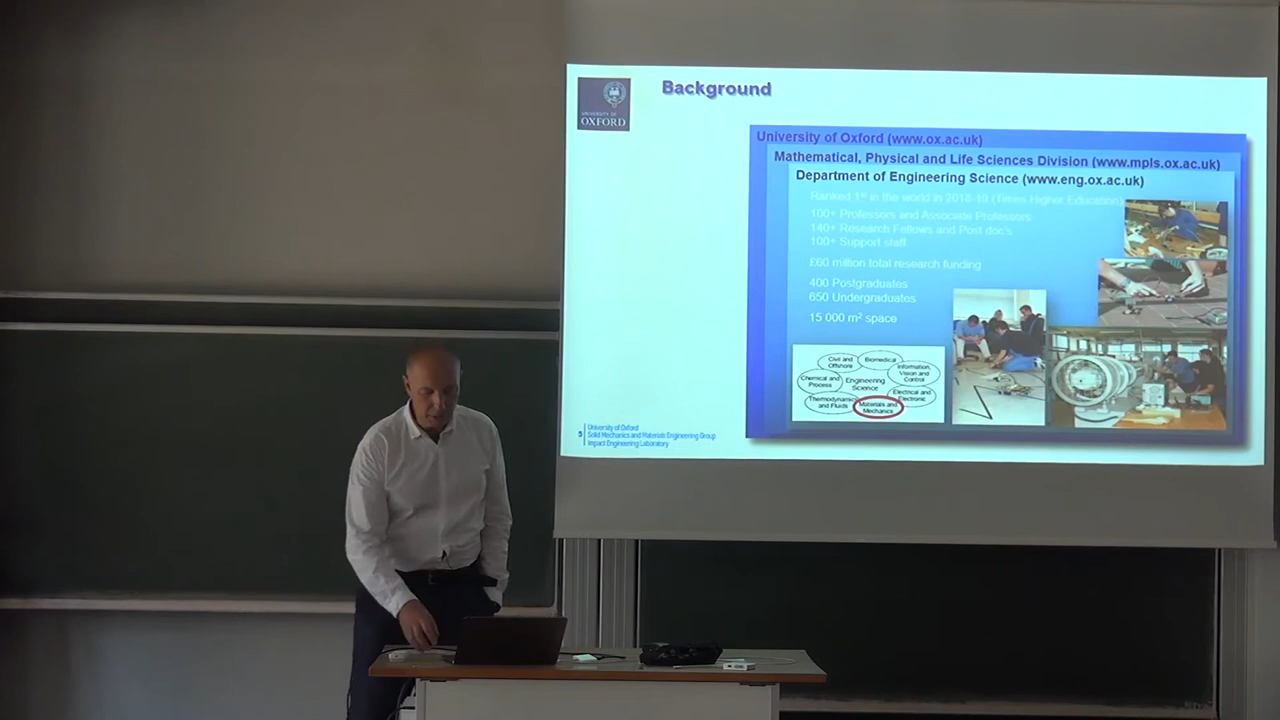 UNIVERSITY OF
OXFORD
Background
University of Oxford (www.ox.ac.uk)
Mathematical, Physical and Life Sciences Division (www.mpls.ox.ac.uk)
Department of Engineering Science (www.eng.ox.ac.uk)
Ranked 1st in the world in 2018-19 (Times Higher Education)
100+ Professors and Associate Professors
140+ Research Fellows and Post doc's
100+ Support staff
£60 million total research funding
400 Postgraduates
650 Undergraduates
15 000 m² space
Civil and
Offshore
Biomedical
Information,
Vision and
Control
Chemical and
Process
Engineering
Science
Electrical and
Electronic
Thermodynamics
and Fluids
Materials and
Mechanics
5
University of Oxford
Solid Mechanics and Materials Engineering Group
Impact Engineering Laboratory